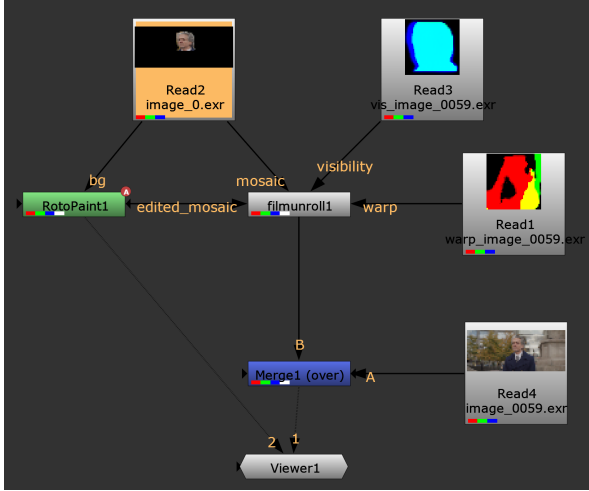 Read2
image_0.exr
Read3
vis_image_0059.exr
visibility
bg
mosaic
A
RotoPaint1
edited_mosaic
filmunroll1
warp
Read1
warp_image_0059.exr
B
Merge1 (over)
A
Read4
image_0059.exr
2
1
Viewer1